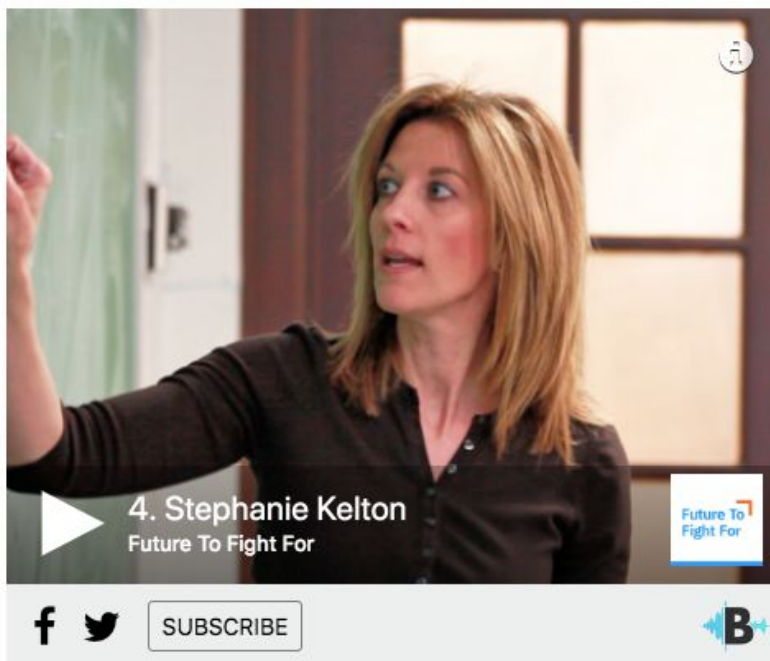 4. Stephanie Kelton
Future To Fight For
Future To
Fight For
f
SUBSCRIBE
B